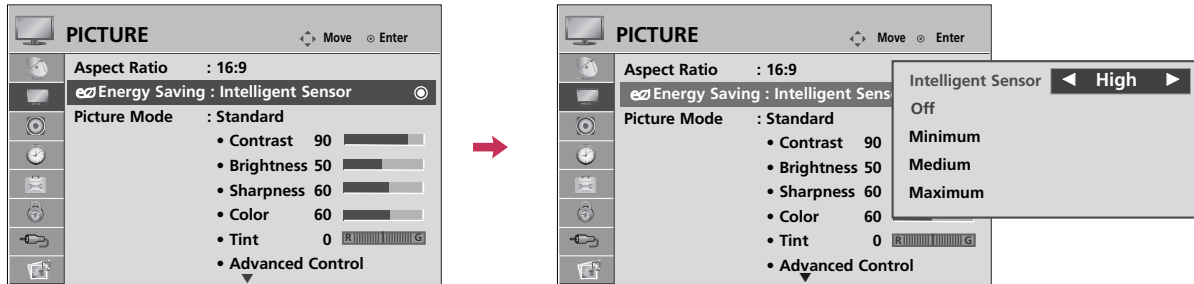 PICTURE Move Enter
Aspect Ratio : 16:9
Energy Saving : Intelligent Sensor
Picture Mode : Standard
• Contrast 90
• Brightness 50
• Sharpness 60
• Color 60
• Tint 0 R G
• Advanced Control
PICTURE Move Enter
Aspect Ratio : 16:9
Energy Saving : Intelligent Sens
Picture Mode : Standard
• Contrast 90
• Brightness 50
• Sharpness 60
• Color 60
• Tint 0 R G
• Advanced Control
Intelligent Sensor ◀ High ▶
Off
Minimum
Medium
Maximum